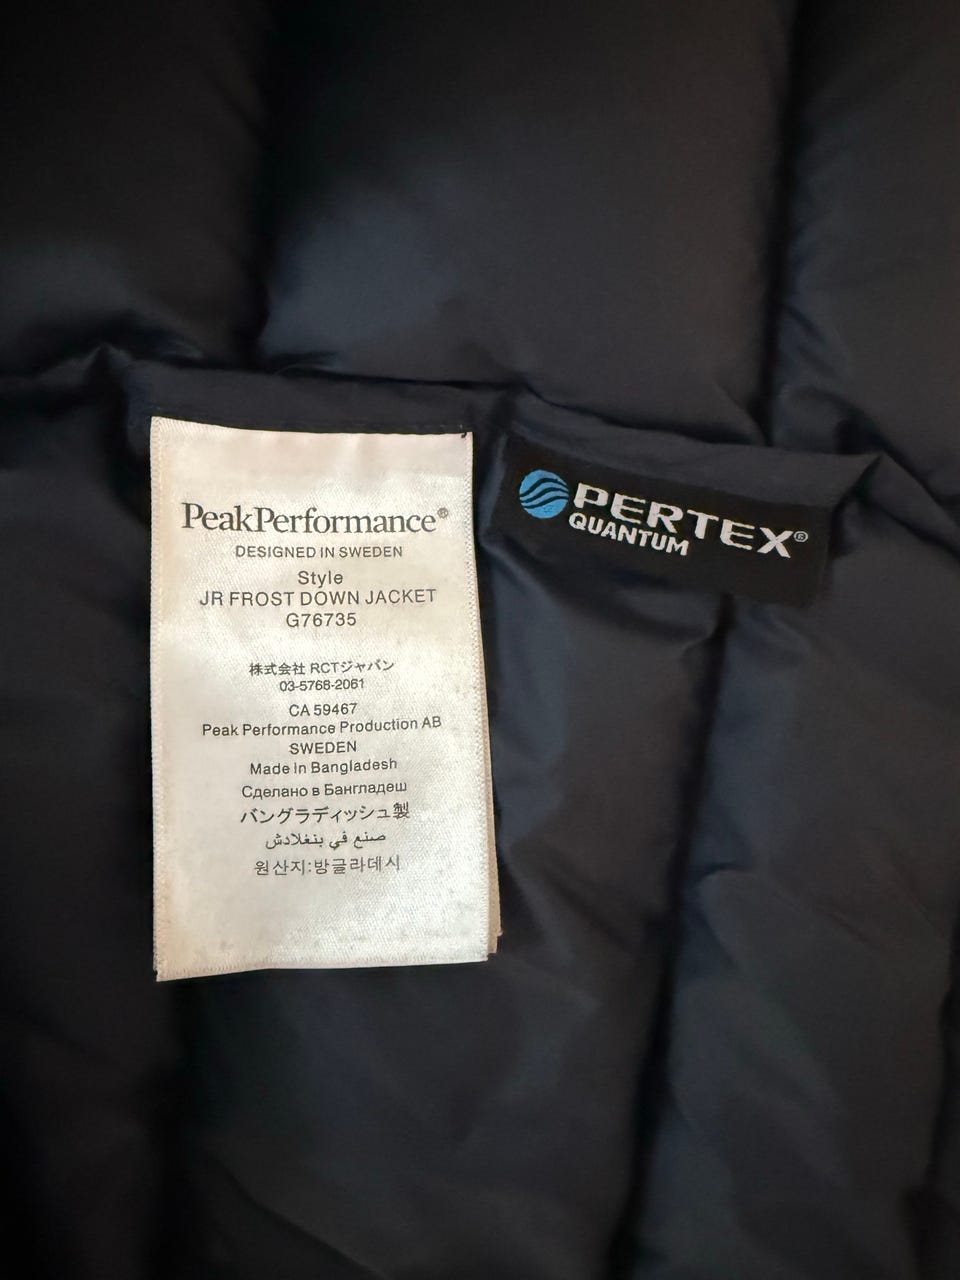 PeakPerformance®
DESIGNED IN SWEDEN
Style
JR FROST DOWN JACKET
G76735
株式会社 RCTジャパン
03-5768-2061
CA 59467
Peak Performance Production AB
SWEDEN
Made in Bangladesh
Сделано в Бангладеш
バングラディッシュ製
صنع في بنغلادش
원산지:방글라데시
PERTEX®
QUANTUM